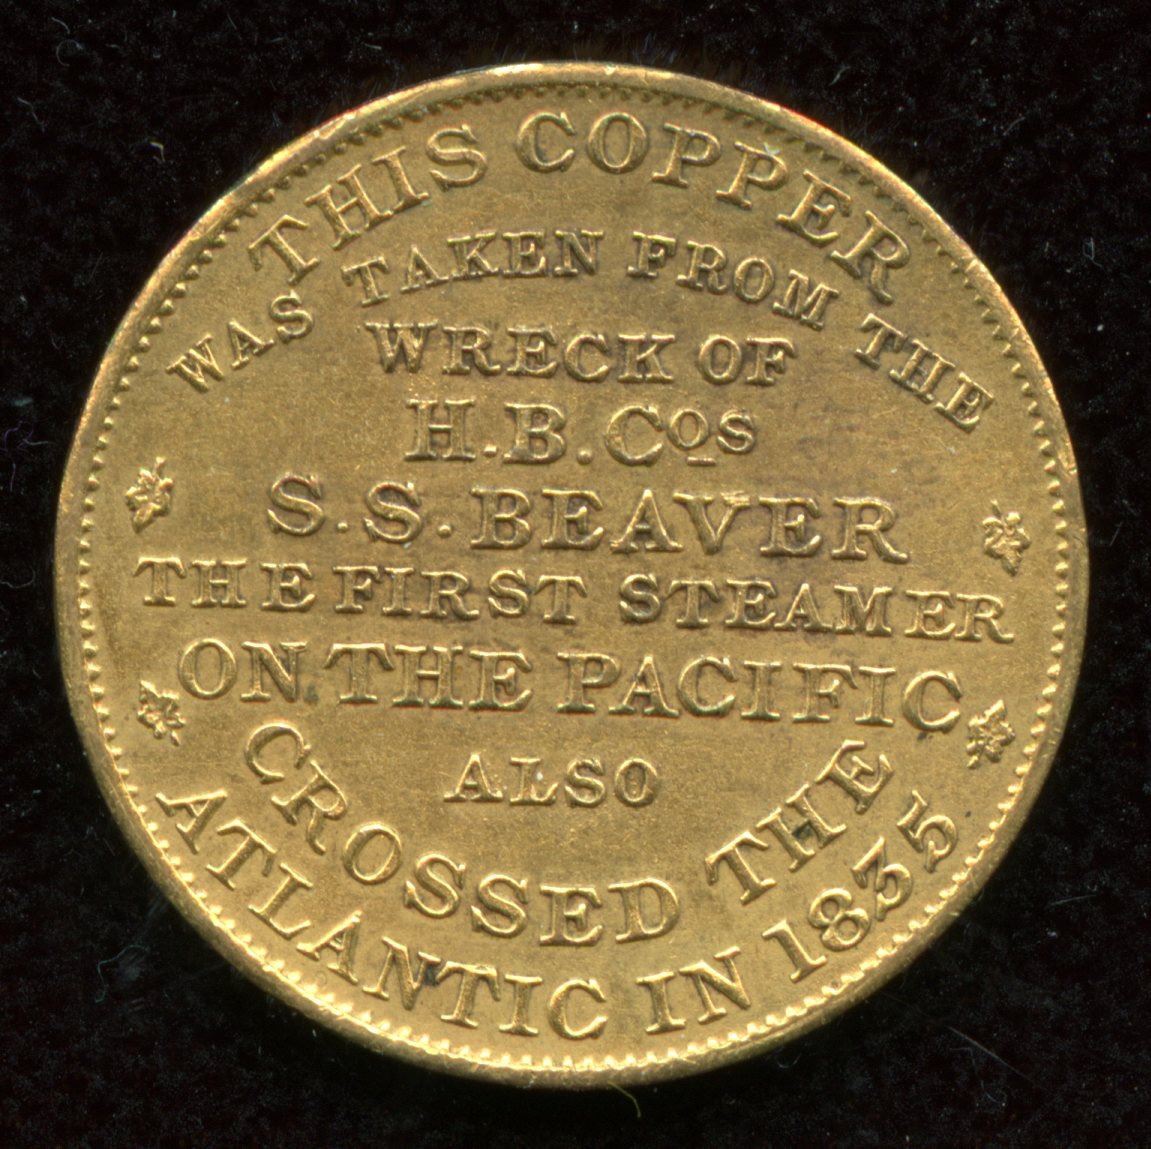 THIS COPPER
WAS TAKEN FROM THE
WRECK OF
H.B.Cos
S.S.BEAVER
THE FIRST STEAMER
ON THE PACIFIC
ALSO
CROSSED THE
ATLANTIC IN 1835